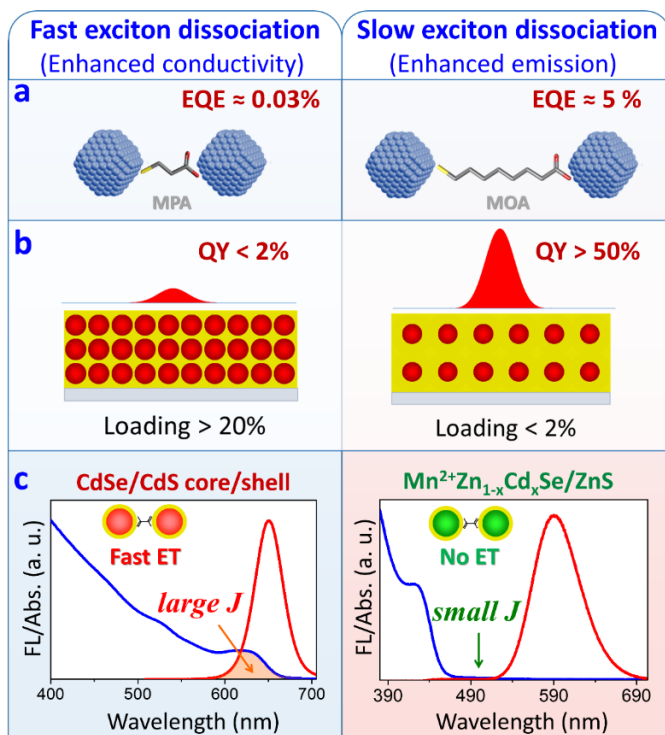 Fast exciton dissociation
(Enhanced conductivity)
Slow exciton dissociation
(Enhanced emission)
a
EQE ≈ 0.03%
MPA
EQE ≈ 5 %
MOA
b
QY < 2%
Loading > 20%
QY > 50%
Loading < 2%
c
CdSe/CdS core/shell
Fast ET
large J
FL/Abs. (a. u.)
400 500 600 700
Wavelength (nm)
Mn²⁺Zn₁₋ₓCdₓSe/ZnS
No ET
small J
FL/Abs. (a. u.)
390 490 590 690
Wavelength (nm)